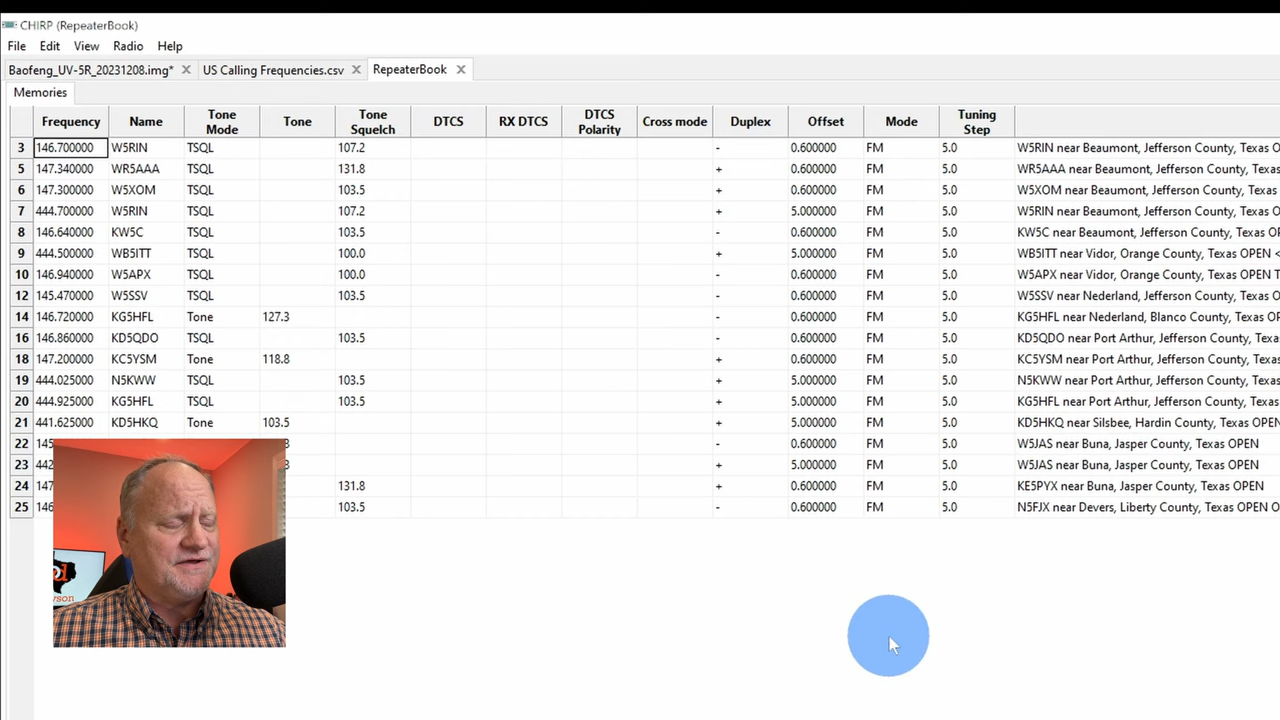 CHIRP (RepeaterBook)
File Edit View Radio Help
Baofeng_UV-5R_20231208.img* US Calling Frequencies.csv RepeaterBook
Memories
Frequency Name Tone Mode Tone Tone Squelch DTCS RX DTCS DTCS Polarity Cross mode Duplex Offset Mode Tuning Step
3 146.700000 W5RIN TSQL 107.2 - 0.600000 FM 5.0 W5RIN near Beaumont, Jefferson County, Texas O
5 147.340000 WR5AAA TSQL 131.8 + 0.600000 FM 5.0 WR5AAA near Beaumont, Jefferson County, Texas
6 147.300000 W5XOM TSQL 103.5 + 0.600000 FM 5.0 W5XOM near Beaumont, Jefferson County, Texas
7 444.700000 W5RIN TSQL 107.2 + 5.000000 FM 5.0 W5RIN near Beaumont, Jefferson County, Texas O
8 146.640000 KW5C TSQL 103.5 - 0.600000 FM 5.0 KW5C near Beaumont, Jefferson County, Texas OP
9 444.500000 WB5ITT TSQL 100.0 + 5.000000 FM 5.0 WB5ITT near Vidor, Orange County, Texas OPEN <
10 146.940000 W5APX TSQL 100.0 - 0.600000 FM 5.0 W5APX near Vidor, Orange County, Texas OPEN T
12 145.470000 W5SSV TSQL 103.5 - 0.600000 FM 5.0 W5SSV near Nederland, Jefferson County, Texas O
14 146.720000 KG5HFL Tone 127.3 - 0.600000 FM 5.0 KG5HFL near Nederland, Blanco County, Texas OP
16 146.860000 KD5QDO TSQL 103.5 - 0.600000 FM 5.0 KD5QDO near Port Arthur, Jefferson County, Texa
18 147.200000 KC5YSM Tone 118.8 + 0.600000 FM 5.0 KC5YSM near Port Arthur, Jefferson County, Texas
19 444.025000 N5KWW TSQL 103.5 + 5.000000 FM 5.0 N5KWW near Port Arthur, Jefferson County, Texas
20 444.925000 KG5HFL TSQL 103.5 + 5.000000 FM 5.0 KG5HFL near Port Arthur, Jefferson County, Texas
21 441.625000 KD5HKQ Tone 103.5 + 5.000000 FM 5.0 KD5HKQ near Silsbee, Hardin County, Texas OPEN
22 145 8 - 0.600000 FM 5.0 W5JAS near Buna, Jasper County, Texas OPEN
23 442 8 + 5.000000 FM 5.0 W5JAS near Buna, Jasper County, Texas OPEN
24 147 131.8 + 0.600000 FM 5.0 KE5PYX near Buna, Jasper County, Texas OPEN
25 146 103.5 - 0.600000 FM 5.0 N5FJX near Devers, Liberty County, Texas OPEN O